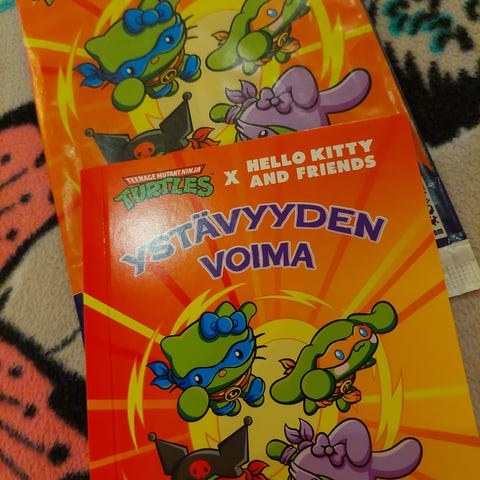 TEENAGE MUTANT NINJA
TURTLES
X
HELLO KITTY
AND FRIENDS
YSTÄVYYDEN
VOIMA